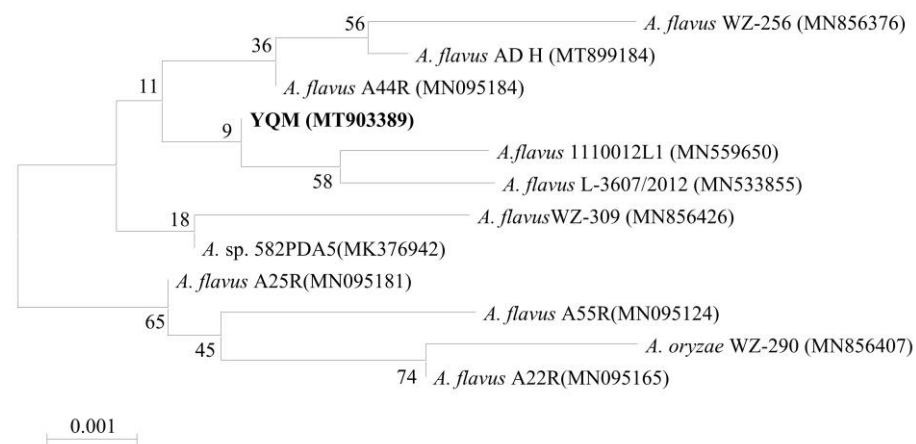 56
A. flavus WZ-256 (MN856376)
36
A. flavus AD H (MT899184)
11
A. flavus A44R (MN095184)
YQM (MT903389)
9
A.flavus 1110012L1 (MN559650)
58
A. flavus L-3607/2012 (MN533855)
18
A. flavusWZ-309 (MN856426)
A. sp. 582PDA5(MK376942)
A. flavus A25R(MN095181)
65
A. flavus A55R(MN095124)
45
A. oryzae WZ-290 (MN856407)
74
A. flavus A22R(MN095165)
0.001